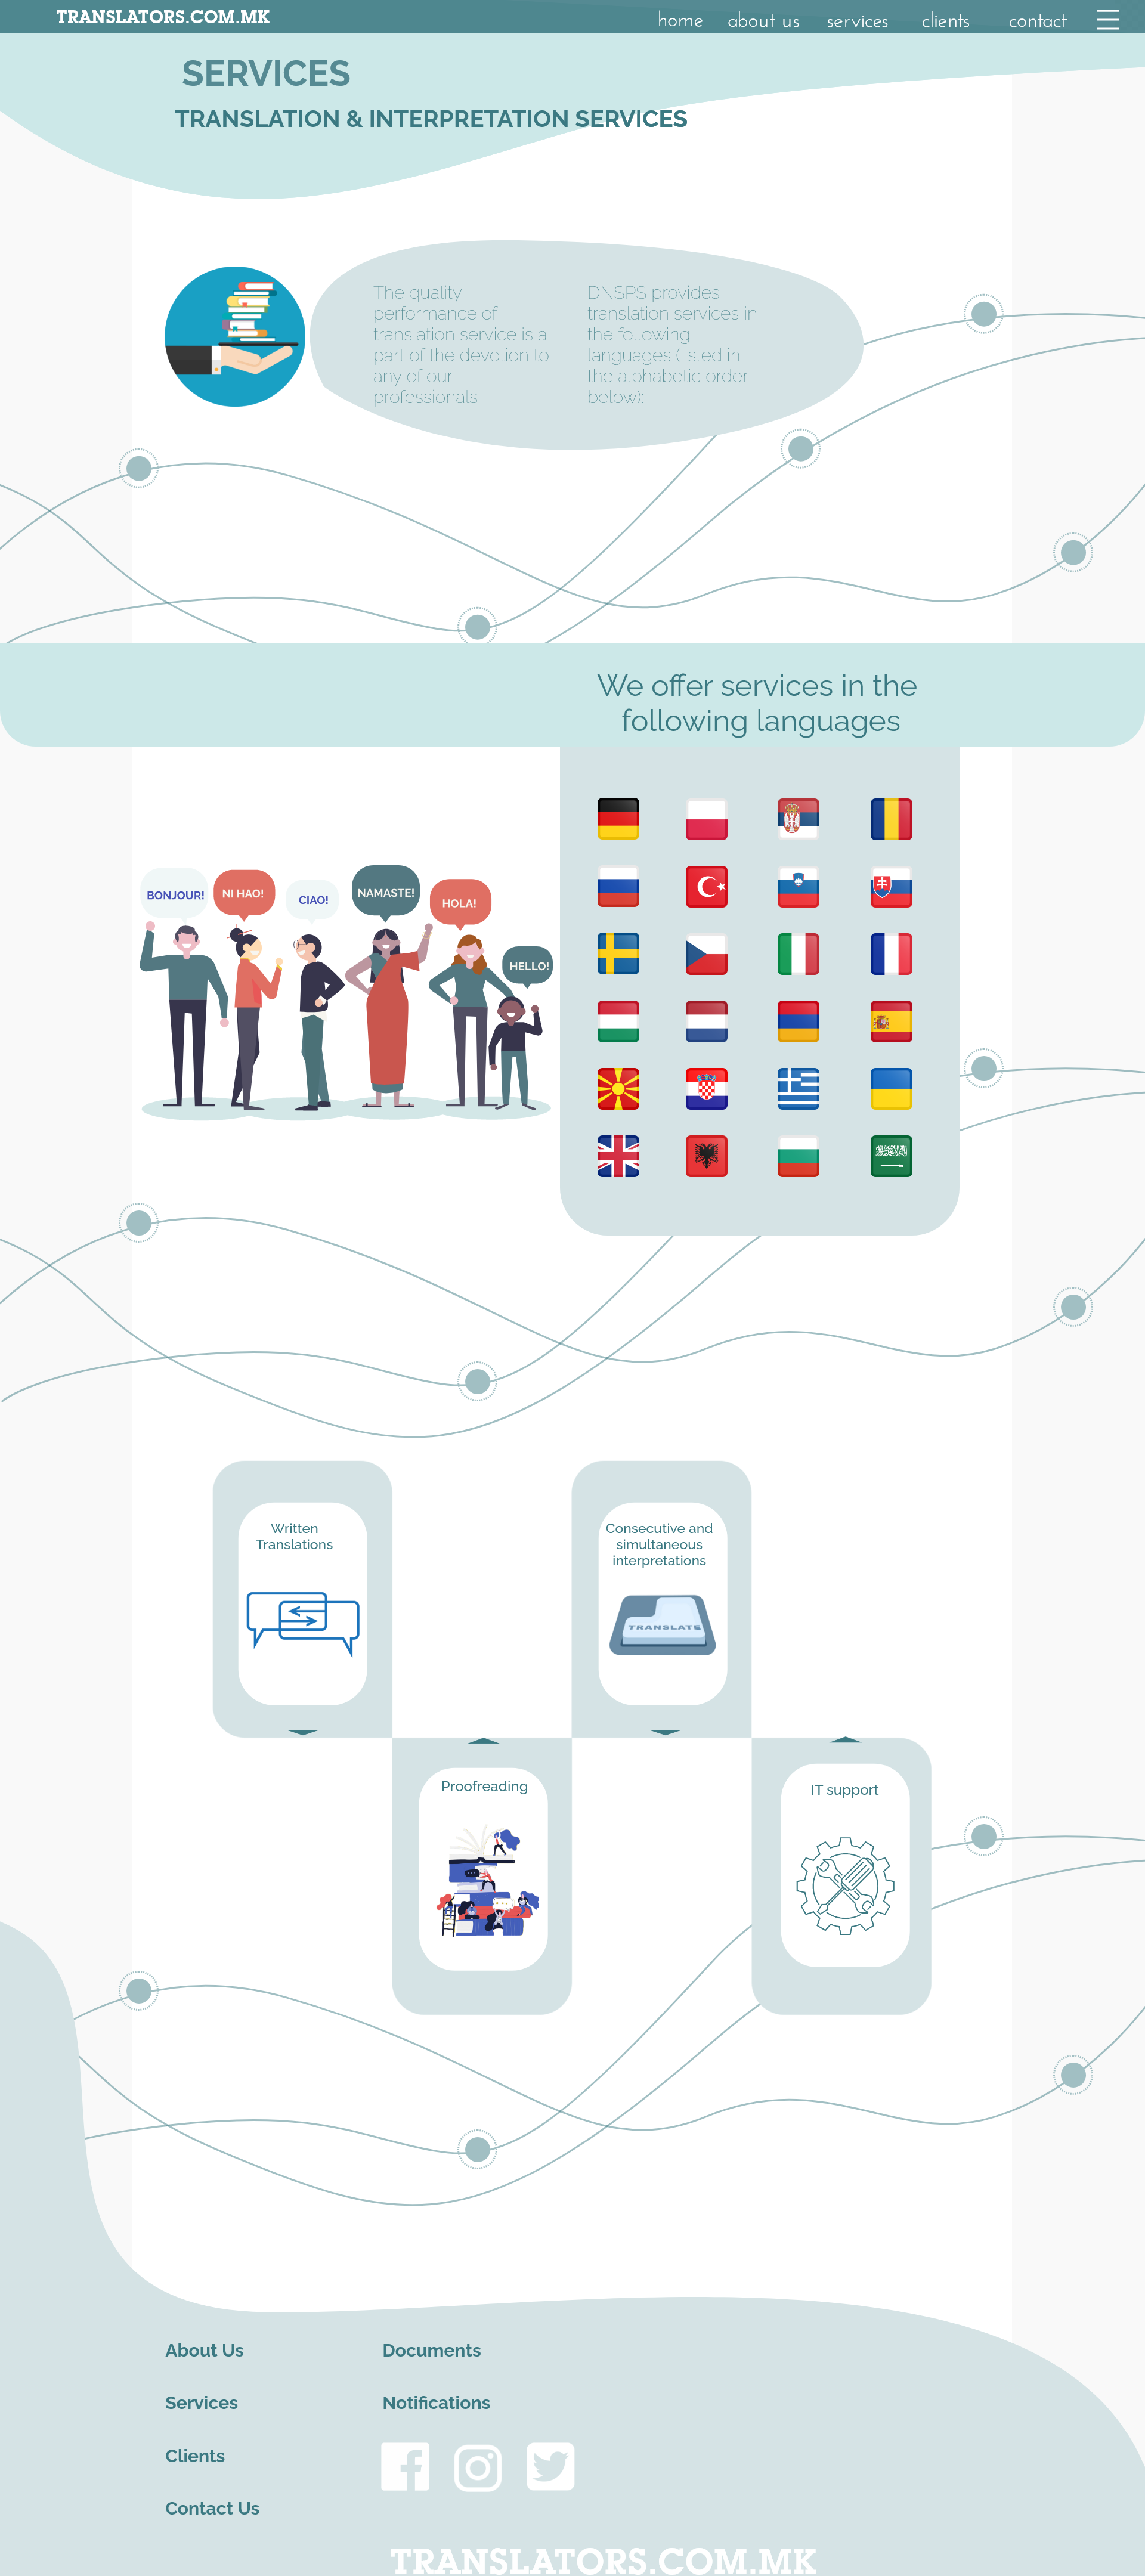 TRANSLATORS.COM.MK
home about us services clients contact
SERVICES
TRANSLATION & INTERPRETATION SERVICES
The quality
performance of
translation service is a
part of the devotion to
any of our
professionals.
DNSPS provides
translation services in
the following
languages (listed in
the alphabetic order
below):
We offer services in the
following languages
BONJOUR!
NI HAO!
CIAO!
NAMASTE!
HOLA!
HELLO!
Written
Translations
Consecutive and
simultaneous
interpretations
TRANSLATE
Proofreading
IT support
About Us
Services
Clients
Contact Us
Documents
Notifications
TRANSLATORS.COM.MK